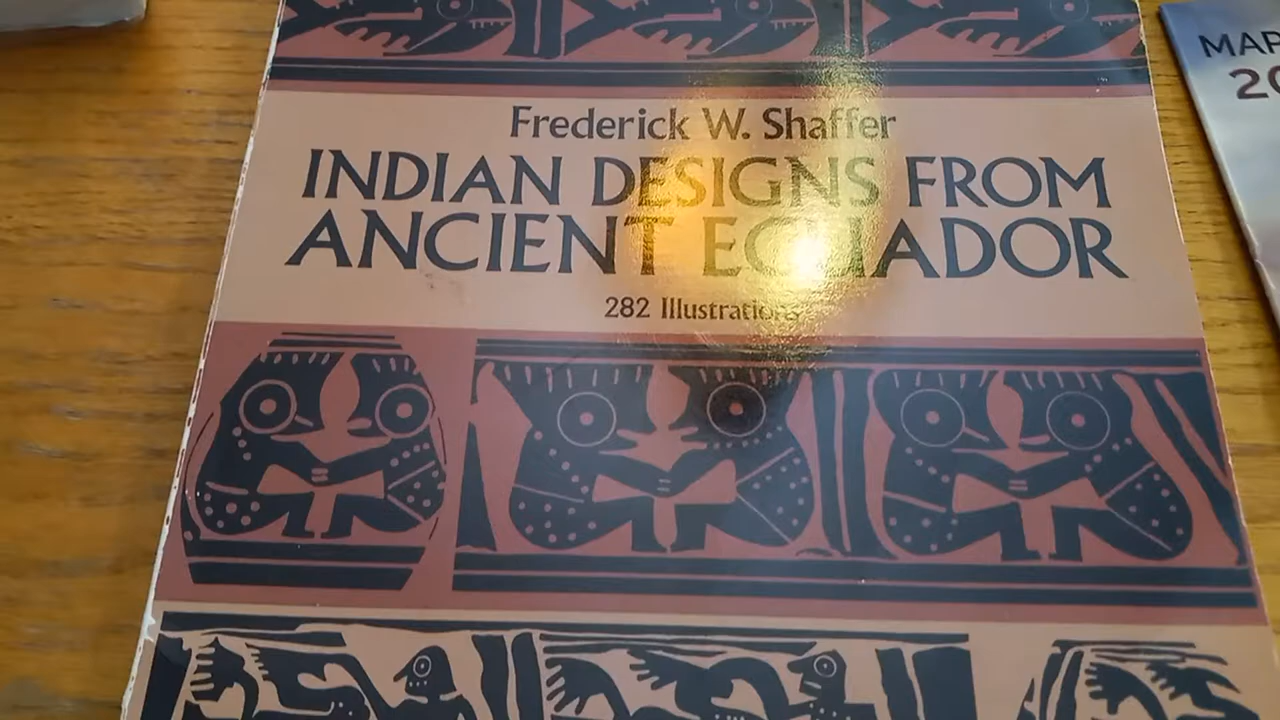 Frederick W. Shaffer
INDIAN DESIGNS FROM
ANCIENT ECUADOR
282 Illustrations